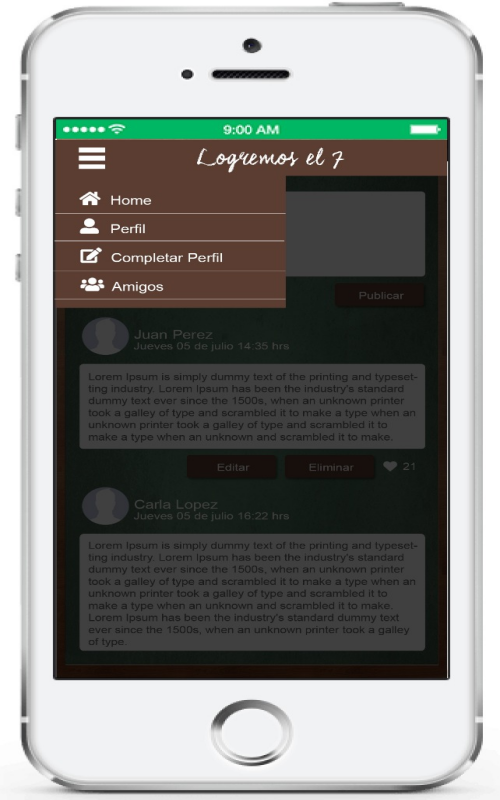 9:00 AM
Logremos el 7
Home
Perfil
Completar Perfil
Amigos
Publicar
Juan Perez
Jueves 05 de julio 14:35 hrs
Lorem Ipsum is simply dummy text of the printing and typeset-
ting industry. Lorem Ipsum has been the industry's standard
dummy text ever since the 1500s, when an unknown printer
took a galley of type and scrambled it to make a type when an
unknown printer took a galley of type and scrambled it to
make a type when an unknown and scrambled it to make.
Editar
Eliminar
21
Carla Lopez
Jueves 05 de julio 16:22 hrs
Lorem Ipsum is simply dummy text of the printing and typeset-
ting industry. Lorem Ipsum has been the industry's standard
dummy text ever since the 1500s, when an unknown printer
took a galley of type and scrambled it to make a type when an
unknown printer took a galley of type and scrambled it to
make a type when an unknown and scrambled it to make.
Lorem Ipsum has been the industry's standard dummy text
ever since the 1500s, when an unknown printer took a galley
of type.